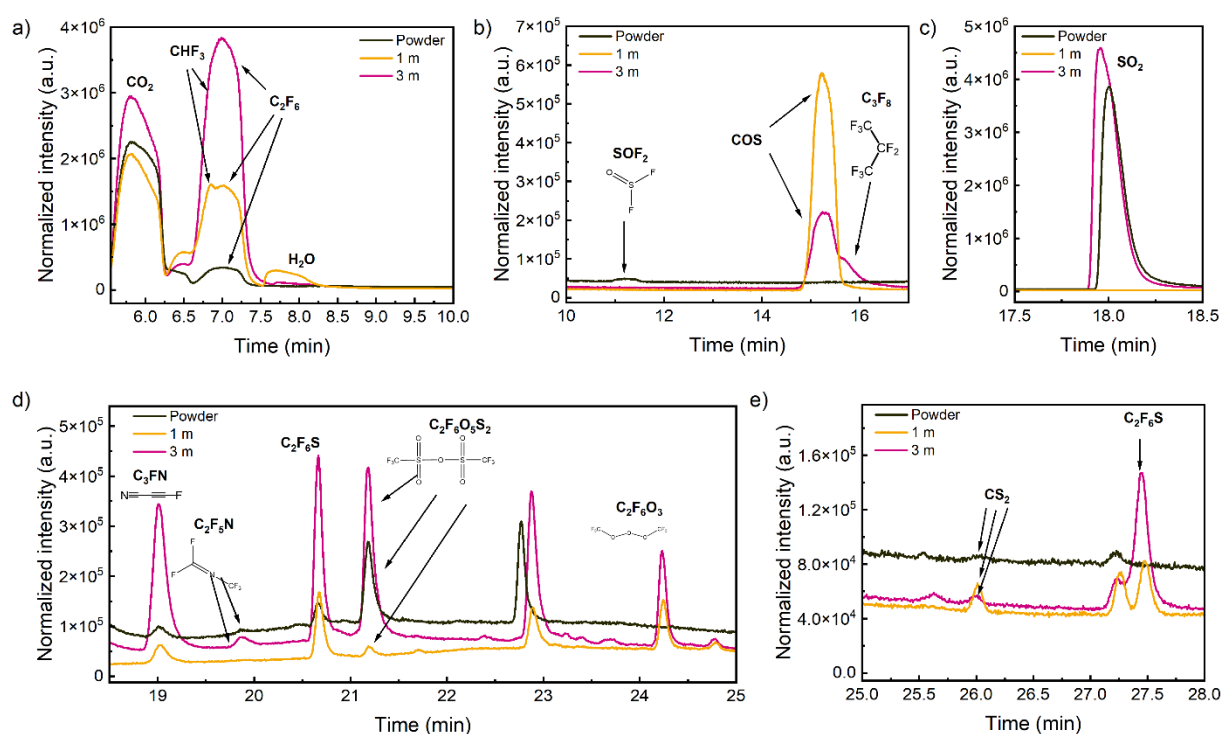 a)
Normalized intensity (a.u.)
4×10⁶
3×10⁶
2×10⁶
1×10⁶
0
CO₂
CHF₃
C₂F₆
H₂O
Powder
1 m
3 m
6.0 6.5 7.0 7.5 8.0 8.5 9.0 9.5 10.0
Time (min)
b)
Normalized intensity (a.u.)
7×10⁵
6×10⁵
5×10⁵
4×10⁵
3×10⁵
2×10⁵
1×10⁵
0
Powder
1 m
3 m
SOF₂
O
S
F
F
COS
C₃F₈
F₃C
CF₂
F₃C
10 12 14 16
Time (min)
c)
Normalized intensity (a.u.)
5×10⁶
4×10⁶
3×10⁶
2×10⁶
1×10⁶
0
Powder
1 m
3 m
SO₂
17.5 18.0 18.5
Time (min)
d)
Normalized intensity (a.u.)
5×10⁵
4×10⁵
3×10⁵
2×10⁵
1×10⁵
0
Powder
1 m
3 m
C₃FN
N F
C₂F₅N
F
F N
CF₃
C₂F₆S
C₂F₆O₅S₂
O O
F₃C S O S CF₃
O O
C₂F₆O₃
F₃C O O O CF₃
19 20 21 22 23 24 25
Time (min)
e)
Normalized intensity (a.u.)
1.6×10⁵
1.2×10⁵
8.0×10⁴
4.0×10⁴
0.0
Powder
1 m
3 m
CS₂
C₂F₆S
25.0 25.5 26.0 26.5 27.0 27.5 28.0
Time (min)